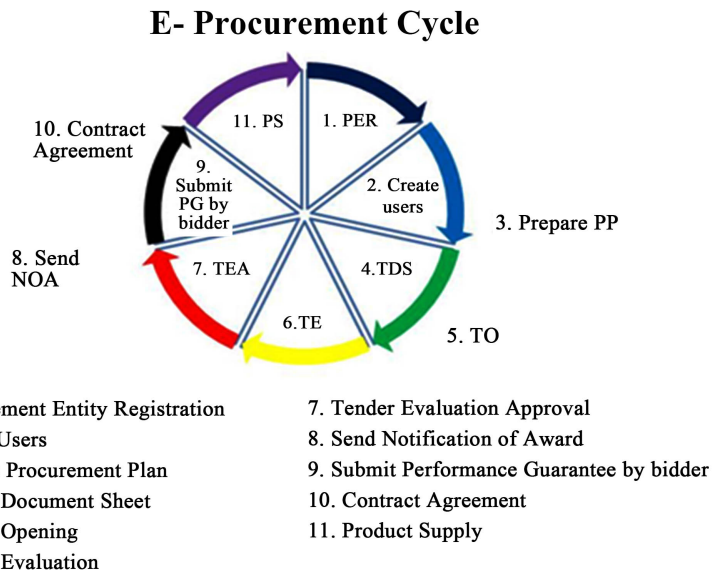 E- Procurement Cycle
11. PS
1. PER
10. Contract
Agreement
9.
Submit
PG by
bidder
2. Create
users
3. Prepare PP
8. Send
NOA
7. TEA
4.TDS
6.TE
5. TO
ement Entity Registration
Users
Procurement Plan
Document Sheet
Opening
Evaluation
7. Tender Evaluation Approval
8. Send Notification of Award
9. Submit Performance Guarantee by bidder
10. Contract Agreement
11. Product Supply